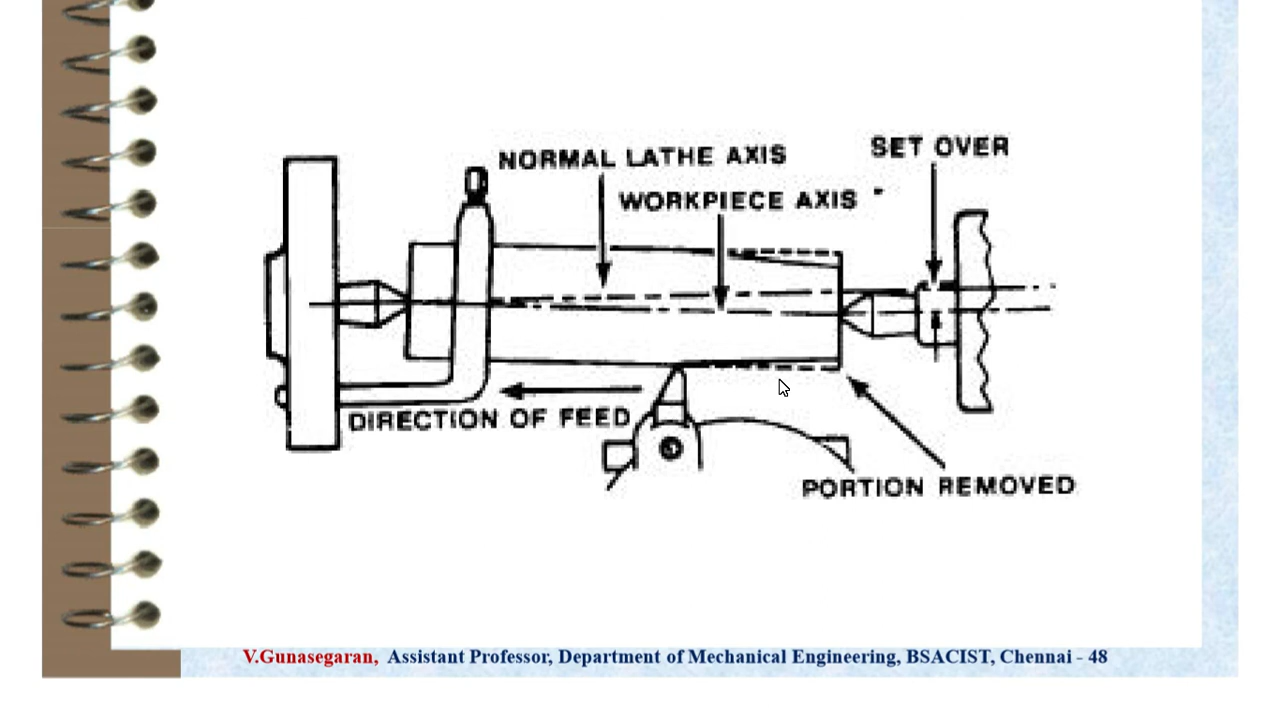 SET OVER
NORMAL LATHE AXIS
WORKPIECE AXIS
DIRECTION OF FEED
PORTION REMOVED
V.Gunasegaran, Assistant Professor, Department of Mechanical Engineering, BSACIST, Chennai - 48